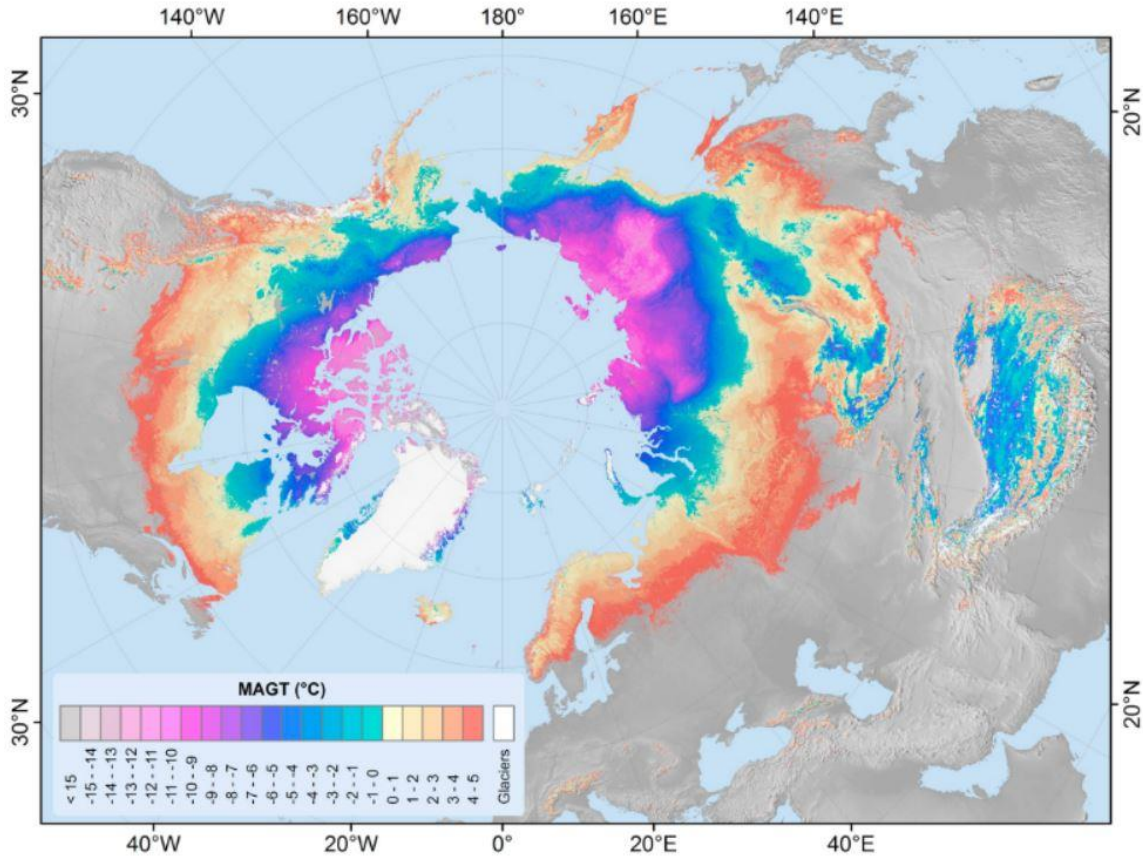 140°W 160°W 180° 160°E 140°E
30°N
20°N
30°N
20°N
MAGT (°C)
< 15
-15 - -14
-14 - -13
-13 - -12
-12 - -11
-11 - -10
-10 - -9
-9 - -8
-8 - -7
-7 - -6
-6 - -5
-5 - -4
-4 - -3
-3 - -2
-2 - -1
-1 - 0
0 - 1
1 - 2
2 - 3
3 - 4
4 - 5
Glaciers
40°W 20°W 0° 20°E 40°E